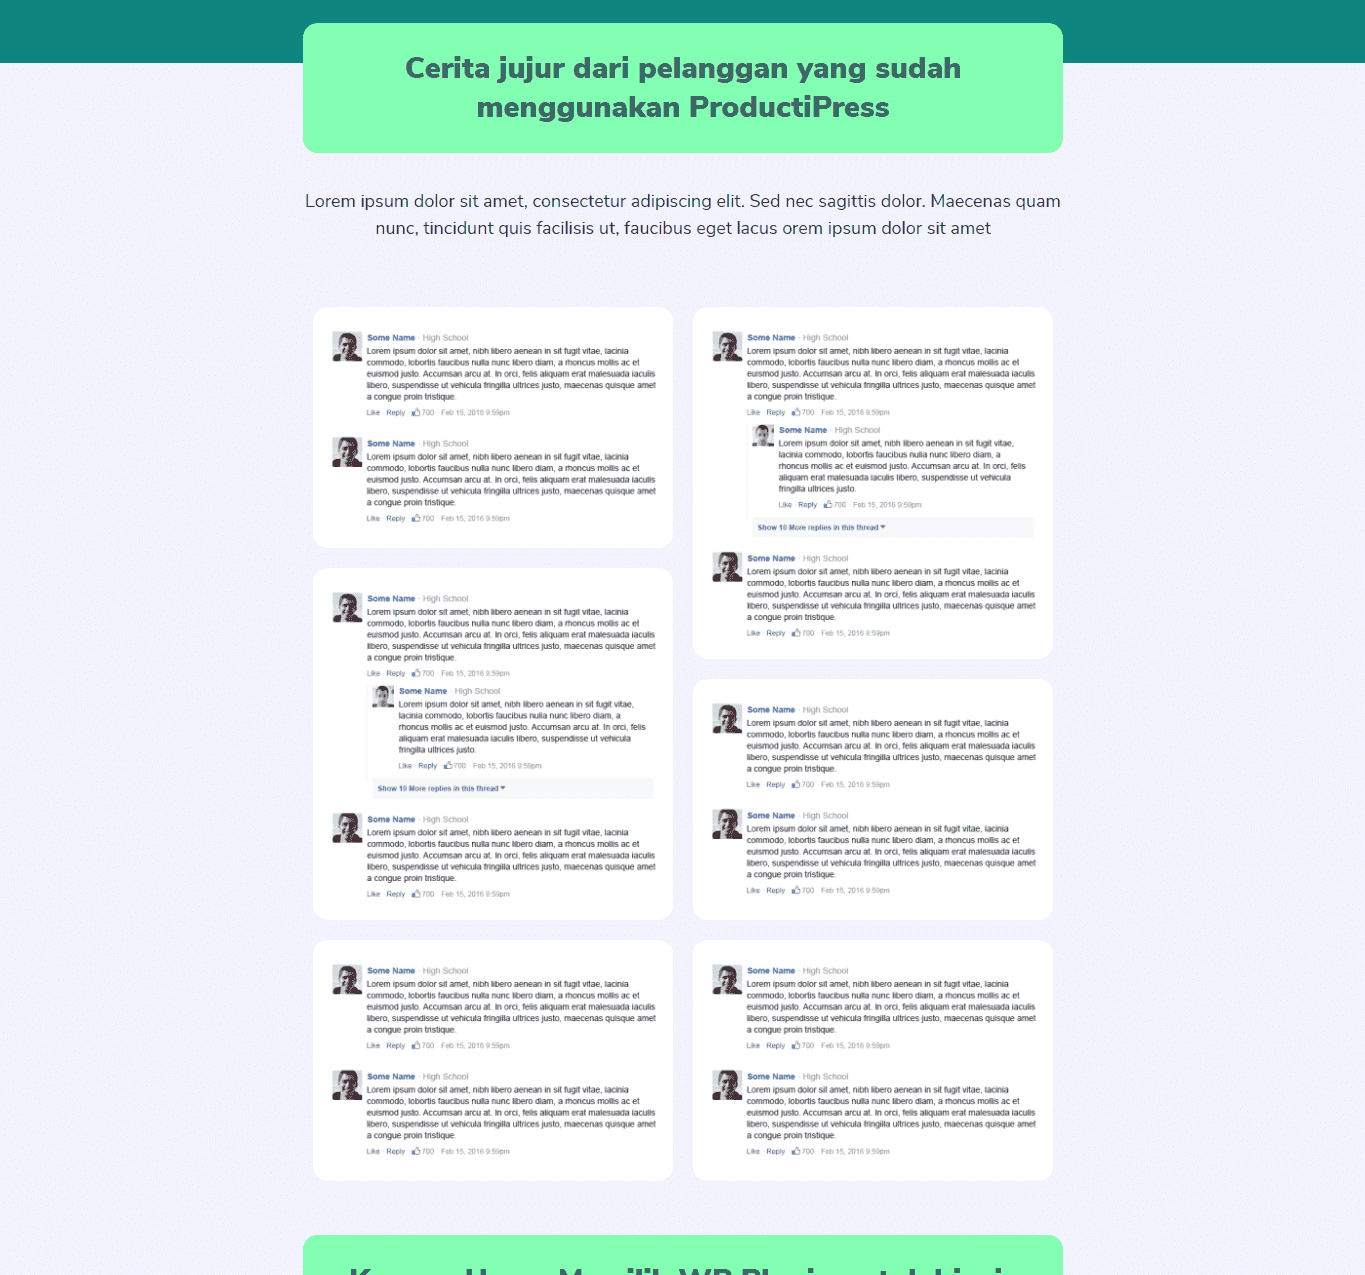 Cerita jujur dari pelanggan yang sudah
menggunakan ProductiPress
Lorem ipsum dolor sit amet, consectetur adipiscing elit. Sed nec sagittis dolor. Maecenas quam
nunc, tincidunt quis facilisis ut, faucibus eget lacus orem ipsum dolor sit amet
Some Name · High School
Lorem ipsum dolor sit amet, nibh libero aenean in sit fugit vitae, lacinia
commodo, lobortis faucibus nulla nunc libero diam, a rhoncus mollis ac et
euismod justo. Accumsan arcu at. In orci, felis aliquam erat malesuada iaculis
libero, suspendisse ut vehicula fringilla ultrices justo, maecenas quisque amet
a congue proin tristique.
Like · Reply · 700 · Feb 15, 2016 9:59pm
Some Name · High School
Lorem ipsum dolor sit amet, nibh libero aenean in sit fugit vitae, lacinia
commodo, lobortis faucibus nulla nunc libero diam, a rhoncus mollis ac et
euismod justo. Accumsan arcu at. In orci, felis aliquam erat malesuada iaculis
libero, suspendisse ut vehicula fringilla ultrices justo, maecenas quisque amet
a congue proin tristique.
Like · Reply · 700 · Feb 15, 2016 9:59pm
Some Name · High School
Lorem ipsum dolor sit amet, nibh libero aenean in sit fugit vitae, lacinia
commodo, lobortis faucibus nulla nunc libero diam, a rhoncus mollis ac et
euismod justo. Accumsan arcu at. In orci, felis aliquam erat malesuada iaculis
libero, suspendisse ut vehicula fringilla ultrices justo, maecenas quisque amet
a congue proin tristique.
Like · Reply · 700 · Feb 15, 2016 9:59pm
Some Name · High School
Lorem ipsum dolor sit amet, nibh libero aenean in sit fugit vitae,
lacinia commodo, lobortis faucibus nulla nunc libero diam, a
rhoncus mollis ac et euismod justo. Accumsan arcu at. In orci, felis
aliquam erat malesuada iaculis libero, suspendisse ut vehicula
fringilla ultrices justo.
Like · Reply · 700 · Feb 15, 2016 9:59pm
Show 10 More replies in this thread
Some Name · High School
Lorem ipsum dolor sit amet, nibh libero aenean in sit fugit vitae, lacinia
commodo, lobortis faucibus nulla nunc libero diam, a rhoncus mollis ac et
euismod justo. Accumsan arcu at. In orci, felis aliquam erat malesuada iaculis
libero, suspendisse ut vehicula fringilla ultrices justo, maecenas quisque amet
a congue proin tristique.
Like · Reply · 700 · Feb 15, 2016 9:59pm
Some Name · High School
Lorem ipsum dolor sit amet, nibh libero aenean in sit fugit vitae, lacinia
commodo, lobortis faucibus nulla nunc libero diam, a rhoncus mollis ac et
euismod justo. Accumsan arcu at. In orci, felis aliquam erat malesuada iaculis
libero, suspendisse ut vehicula fringilla ultrices justo, maecenas quisque amet
a congue proin tristique.
Like · Reply · 700 · Feb 15, 2016 9:59pm
Some Name · High School
Lorem ipsum dolor sit amet, nibh libero aenean in sit fugit vitae,
lacinia commodo, lobortis faucibus nulla nunc libero diam, a
rhoncus mollis ac et euismod justo. Accumsan arcu at. In orci, felis
aliquam erat malesuada iaculis libero, suspendisse ut vehicula
fringilla ultrices justo.
Like · Reply · 700 · Feb 15, 2016 9:59pm
Show 10 More replies in this thread
Some Name · High School
Lorem ipsum dolor sit amet, nibh libero aenean in sit fugit vitae, lacinia
commodo, lobortis faucibus nulla nunc libero diam, a rhoncus mollis ac et
euismod justo. Accumsan arcu at. In orci, felis aliquam erat malesuada iaculis
libero, suspendisse ut vehicula fringilla ultrices justo, maecenas quisque amet
a congue proin tristique.
Like · Reply · 700 · Feb 15, 2016 9:59pm
Some Name · High School
Lorem ipsum dolor sit amet, nibh libero aenean in sit fugit vitae, lacinia
commodo, lobortis faucibus nulla nunc libero diam, a rhoncus mollis ac et
euismod justo. Accumsan arcu at. In orci, felis aliquam erat malesuada iaculis
libero, suspendisse ut vehicula fringilla ultrices justo, maecenas quisque amet
a congue proin tristique.
Like · Reply · 700 · Feb 15, 2016 9:59pm
Some Name · High School
Lorem ipsum dolor sit amet, nibh libero aenean in sit fugit vitae, lacinia
commodo, lobortis faucibus nulla nunc libero diam, a rhoncus mollis ac et
euismod justo. Accumsan arcu at. In orci, felis aliquam erat malesuada iaculis
libero, suspendisse ut vehicula fringilla ultrices justo, maecenas quisque amet
a congue proin tristique.
Like · Reply · 700 · Feb 15, 2016 9:59pm
Some Name · High School
Lorem ipsum dolor sit amet, nibh libero aenean in sit fugit vitae, lacinia
commodo, lobortis faucibus nulla nunc libero diam, a rhoncus mollis ac et
euismod justo. Accumsan arcu at. In orci, felis aliquam erat malesuada iaculis
libero, suspendisse ut vehicula fringilla ultrices justo, maecenas quisque amet
a congue proin tristique.
Like · Reply · 700 · Feb 15, 2016 9:59pm
Some Name · High School
Lorem ipsum dolor sit amet, nibh libero aenean in sit fugit vitae, lacinia
commodo, lobortis faucibus nulla nunc libero diam, a rhoncus mollis ac et
euismod justo. Accumsan arcu at. In orci, felis aliquam erat malesuada iaculis
libero, suspendisse ut vehicula fringilla ultrices justo, maecenas quisque amet
a congue proin tristique.
Like · Reply · 700 · Feb 15, 2016 9:59pm
Some Name · High School
Lorem ipsum dolor sit amet, nibh libero aenean in sit fugit vitae, lacinia
commodo, lobortis faucibus nulla nunc libero diam, a rhoncus mollis ac et
euismod justo. Accumsan arcu at. In orci, felis aliquam erat malesuada iaculis
libero, suspendisse ut vehicula fringilla ultrices justo, maecenas quisque amet
a congue proin tristique.
Like · Reply · 700 · Feb 15, 2016 9:59pm
Some Name · High School
Lorem ipsum dolor sit amet, nibh libero aenean in sit fugit vitae, lacinia
commodo, lobortis faucibus nulla nunc libero diam, a rhoncus mollis ac et
euismod justo. Accumsan arcu at. In orci, felis aliquam erat malesuada iaculis
libero, suspendisse ut vehicula fringilla ultrices justo, maecenas quisque amet
a congue proin tristique.
Like · Reply · 700 · Feb 15, 2016 9:59pm